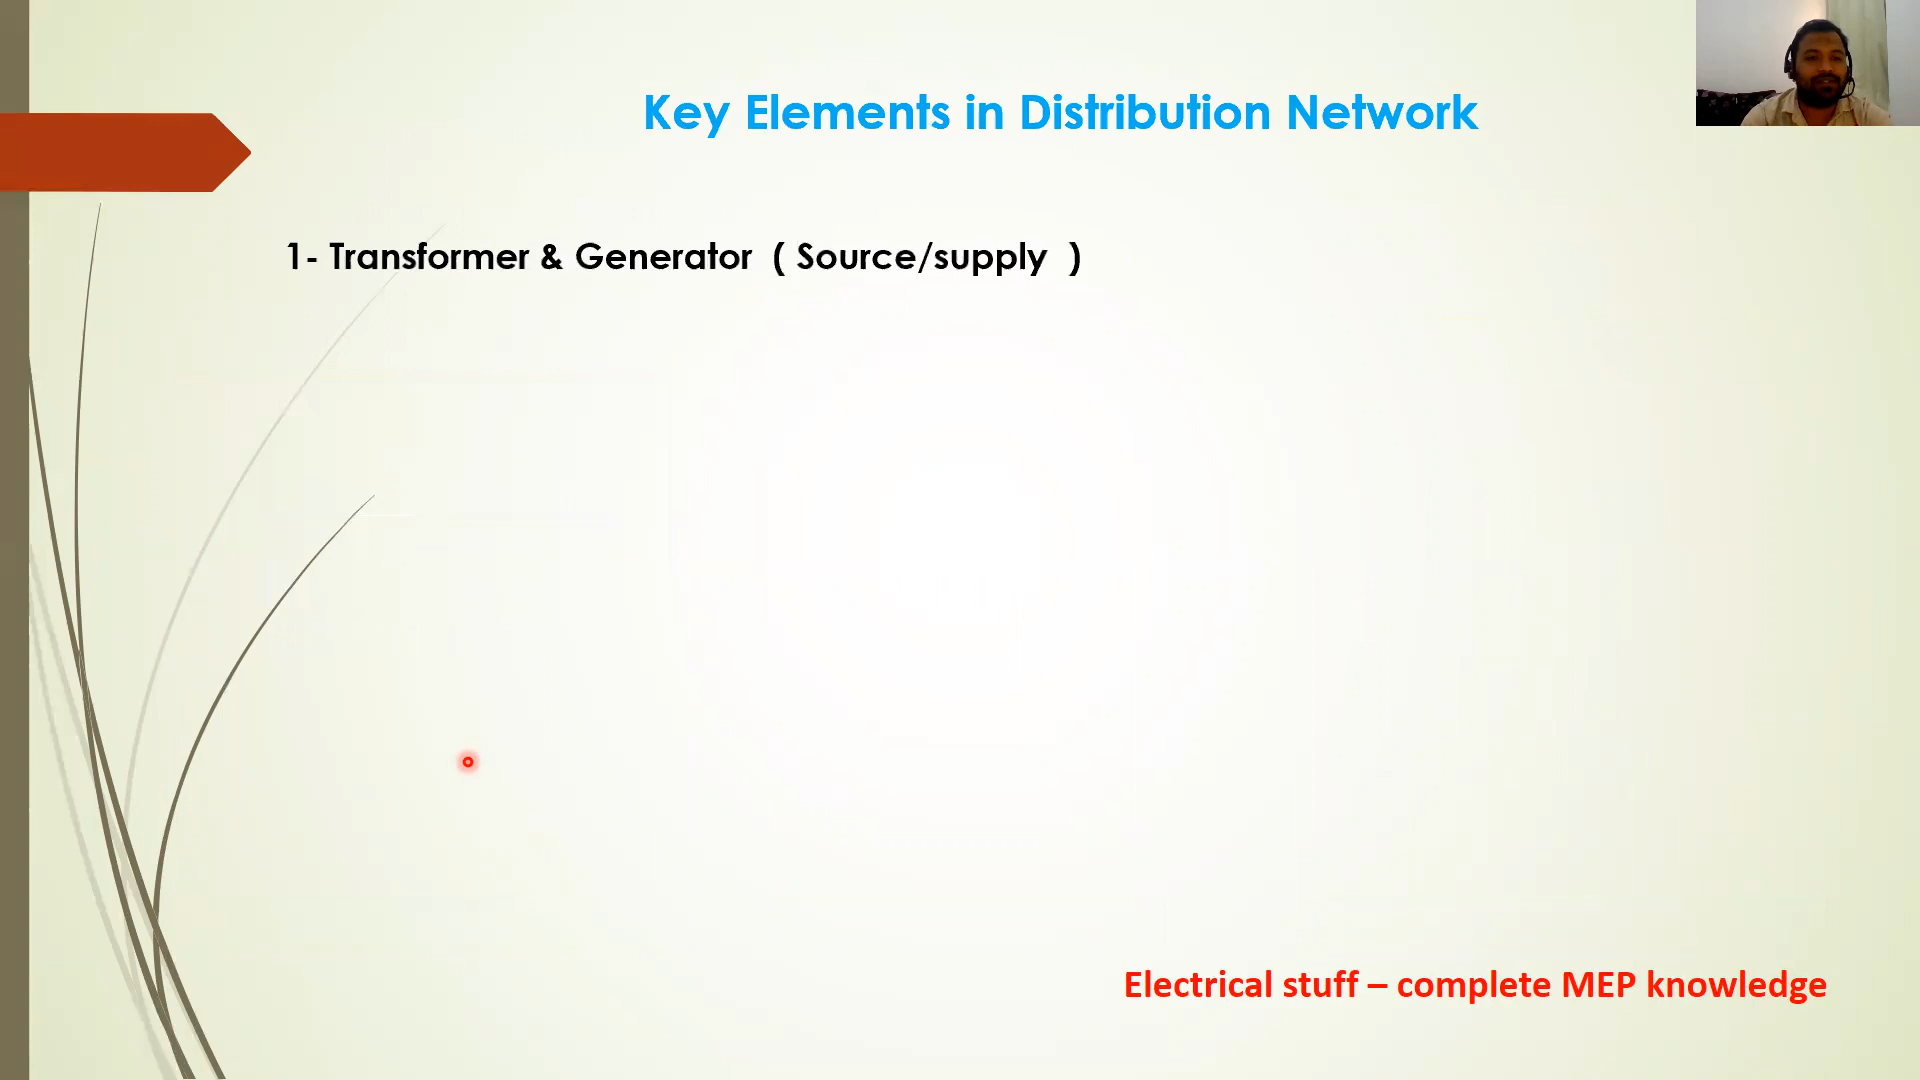 Key Elements in Distribution Network
1- Transformer & Generator ( Source/supply )
Electrical stuff – complete MEP knowledge